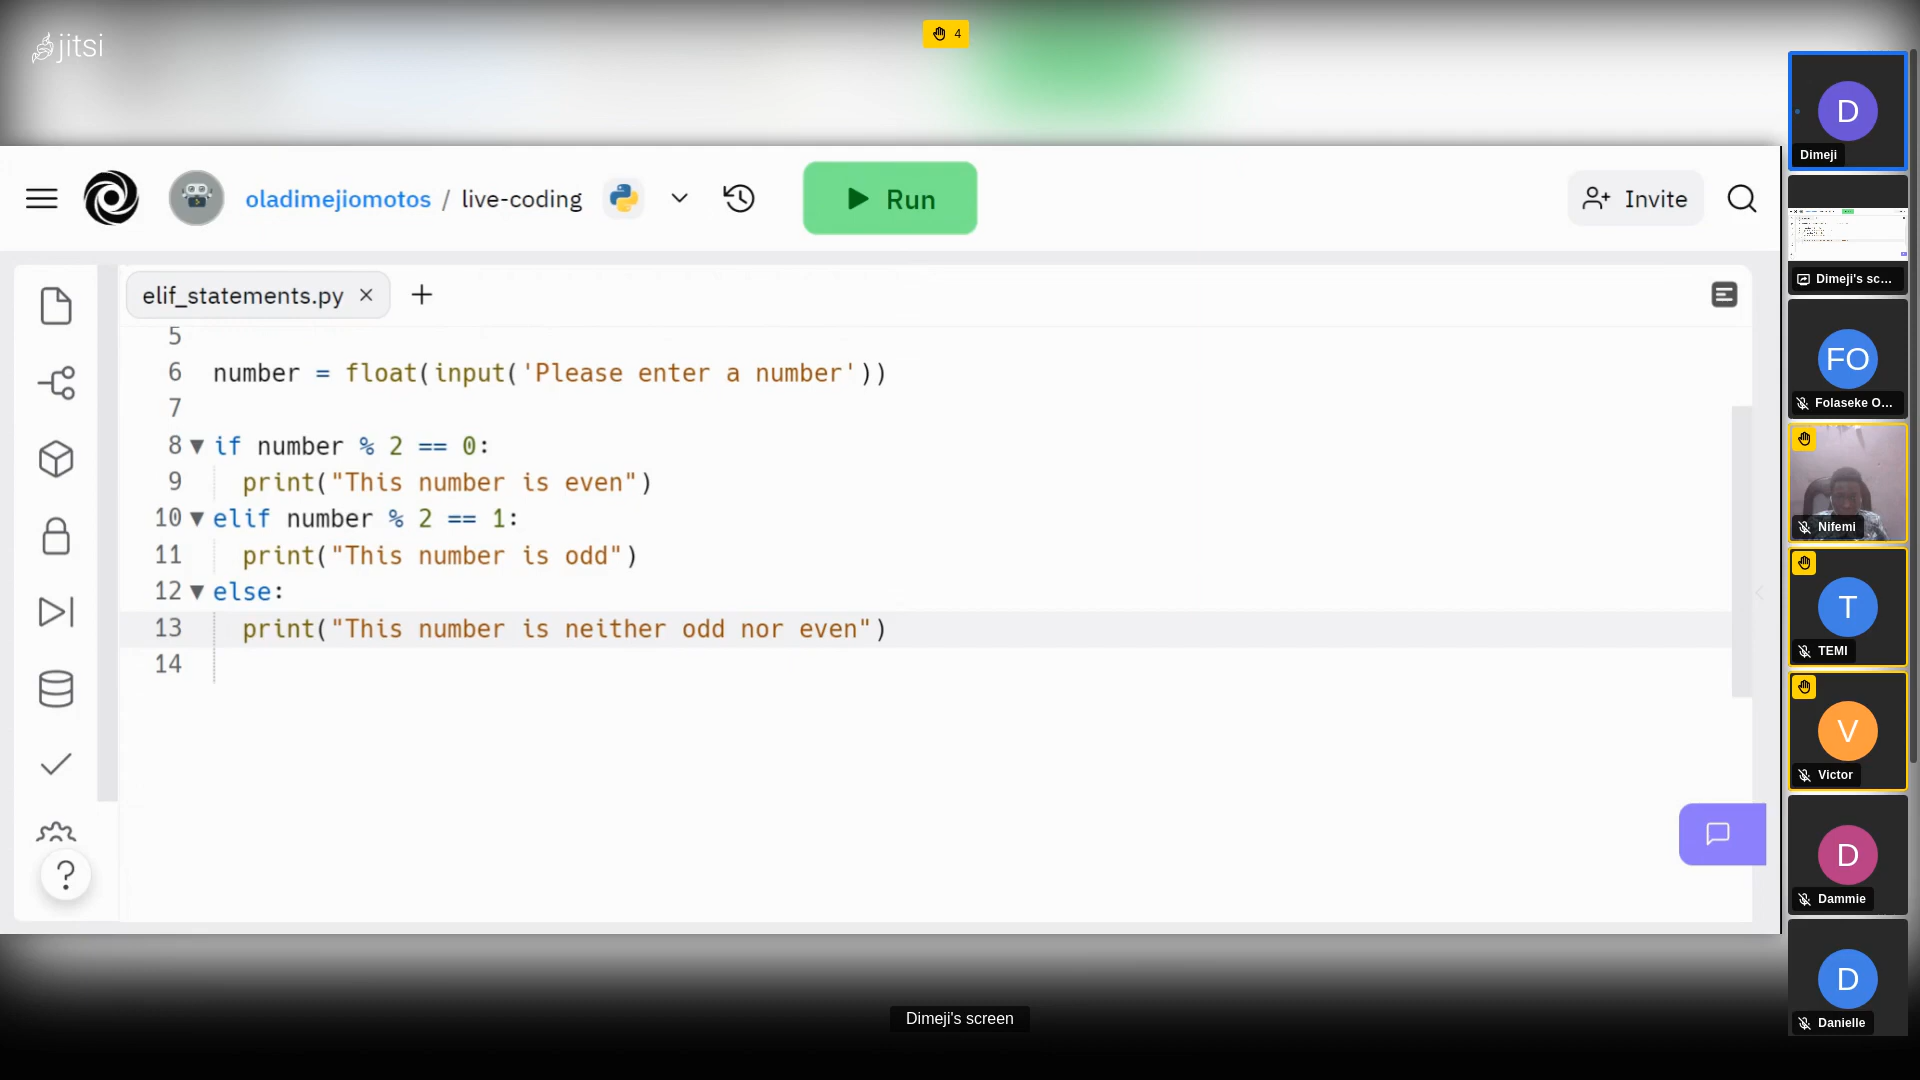 jitsi
4
oladimejiomotos / live-coding
Run
Invite
elif_statements.py × +
5
6 number = float(input('Please enter a number'))
7
8 if number % 2 == 0:
9 print("This number is even")
10 elif number % 2 == 1:
11 print("This number is odd")
12 else:
13 print("This number is neither odd nor even")
14
?
Dimeji's screen
D
Dimeji
Dimeji's sc...
FO
Folaseke O...
Nifemi
T
TEMI
V
Victor
D
Dammie
D
Danielle